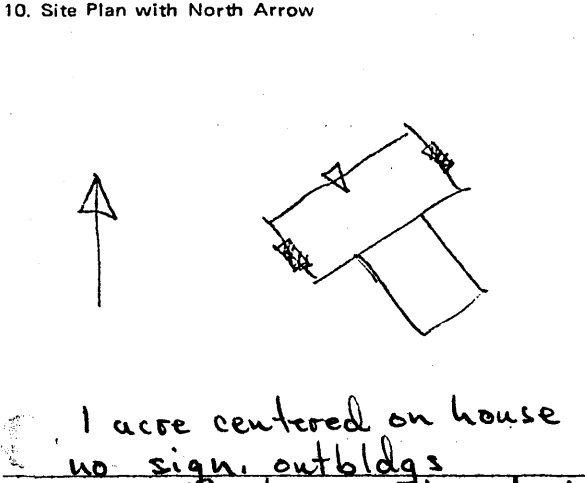 10. Site Plan with North Arrow
1 acre centered on house
no sign. outbldgs